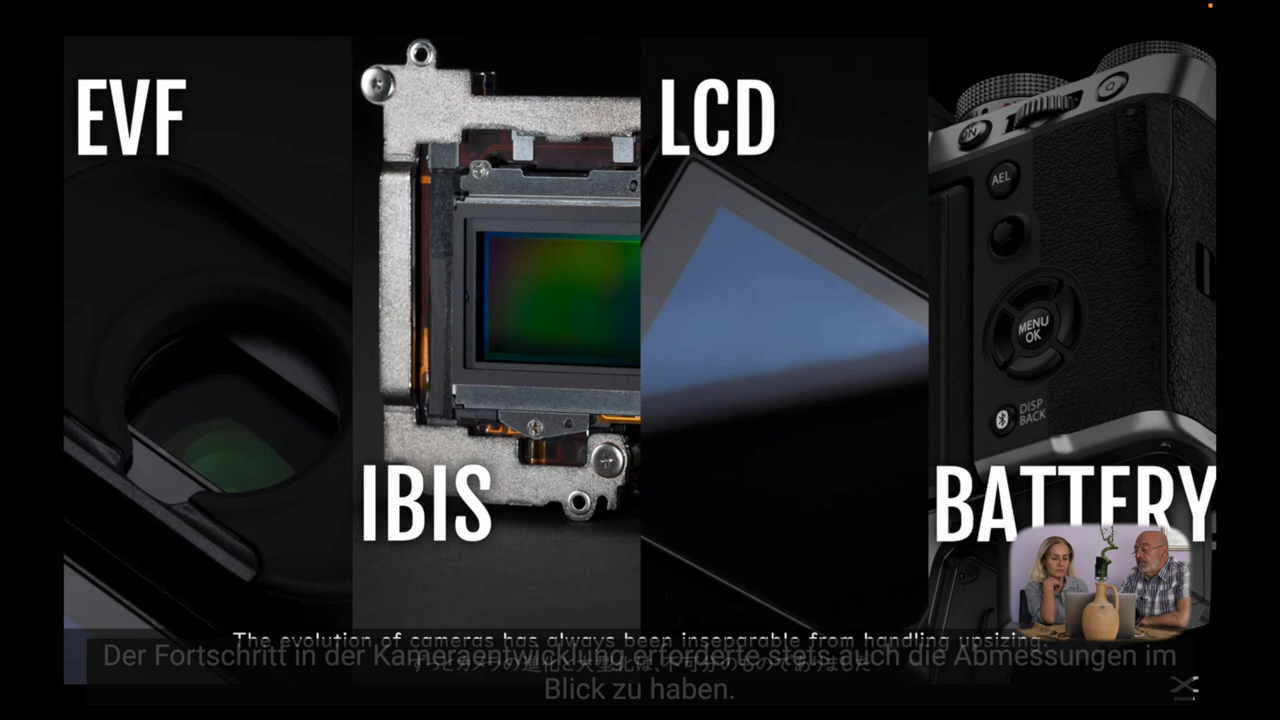 EVF
LCD
ON
Q
AEL
MENU
OK
DISP
BACK
IBIS
BATTERY
The evolution of cameras has always been inseparable from handling upsizing.
Der Fortschritt in der Kameraentwicklung erforderte stets auch die Abmessungen im
Blick zu haben.